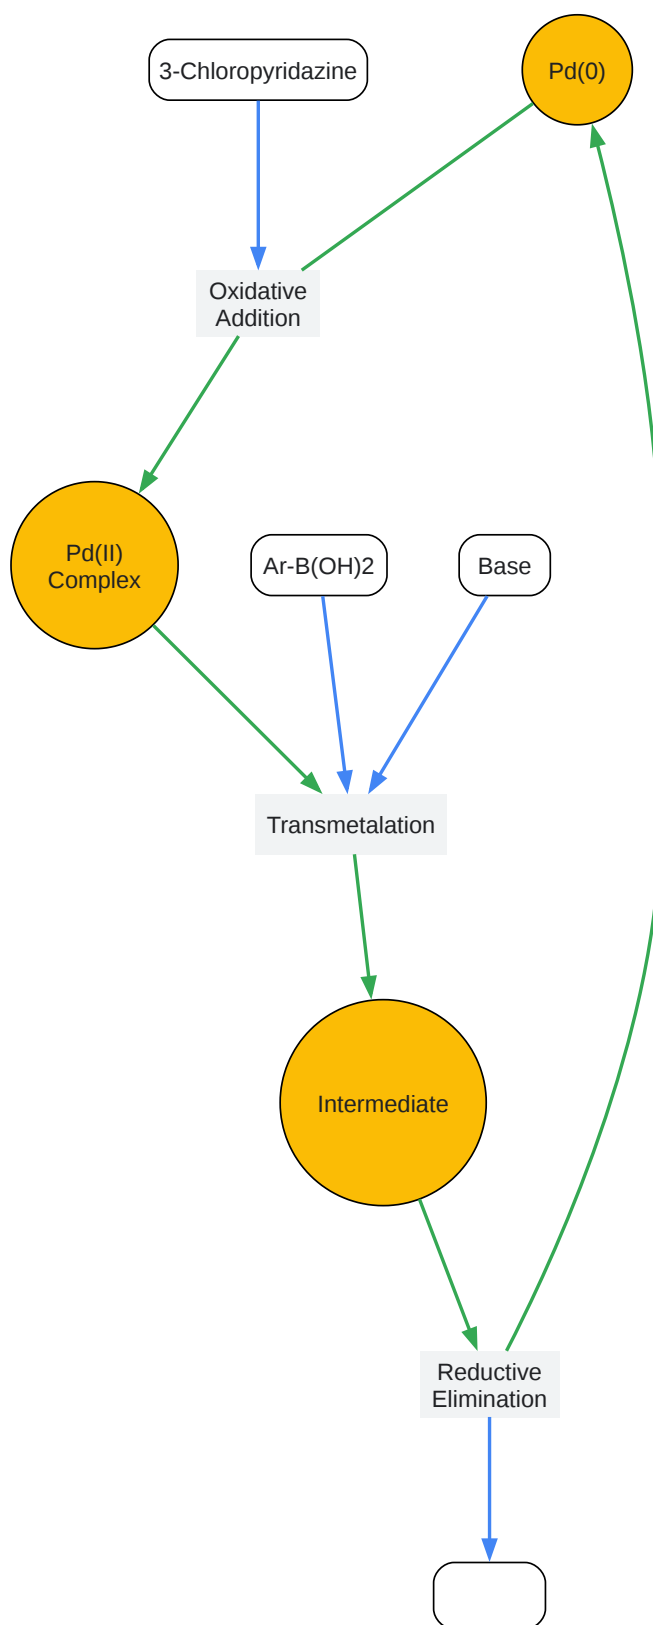 3-Chloropyridazine
Pd(0)
Oxidative
Addition
Pd(II)
Complex
Ar-B(OH)2
Base
Transmetalation
Intermediate
Reductive
Elimination